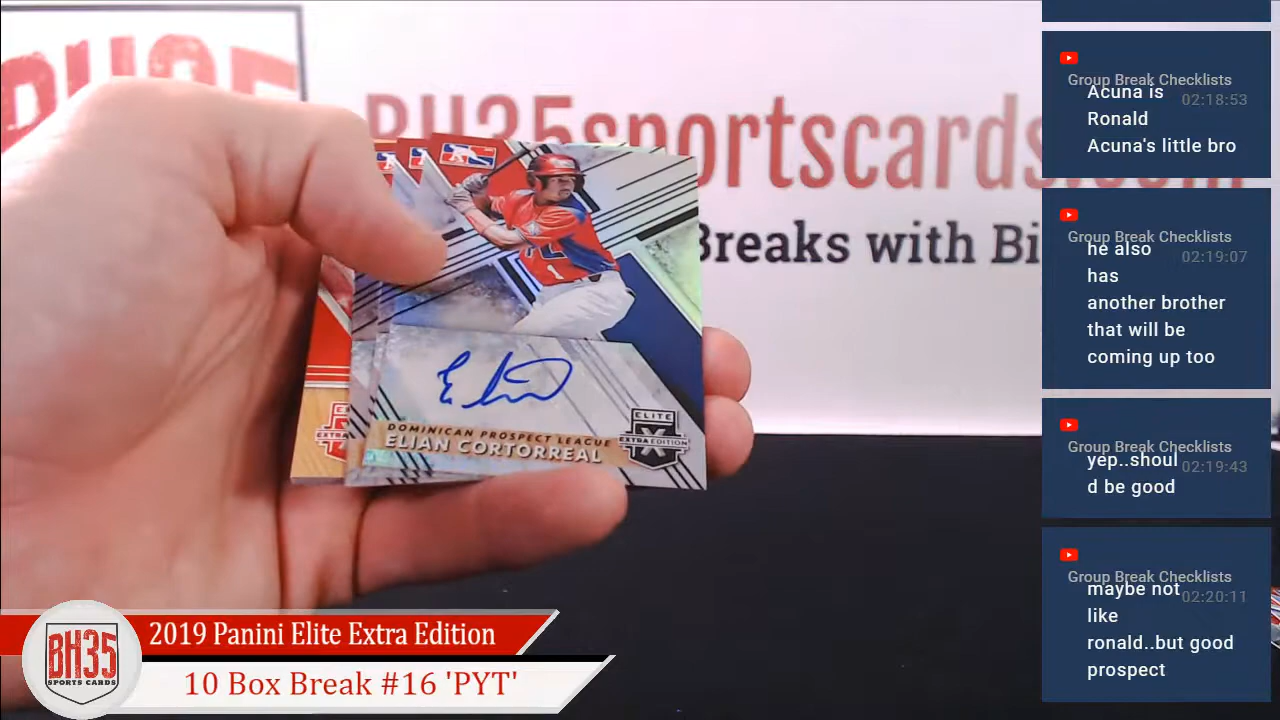 BH35
BH35sportscards.com
Breaks with Bi
1
DOMINICAN PROSPECT LEAGUE
ELIAN CORTORREAL
ELITE
X
EXTRA EDITION
BH35
SPORTS CARDS
2019 Panini Elite Extra Edition
10 Box Break #16 'PYT'
Group Break Checklists
Acuna is
02:18:53
Ronald
Acuna's little bro
Group Break Checklists
he also
02:19:07
has
another brother
that will be
coming up too
Group Break Checklists
yep..shoul
02:19:43
d be good
Group Break Checklists
maybe not
02:20:11
like
ronald..but good
prospect